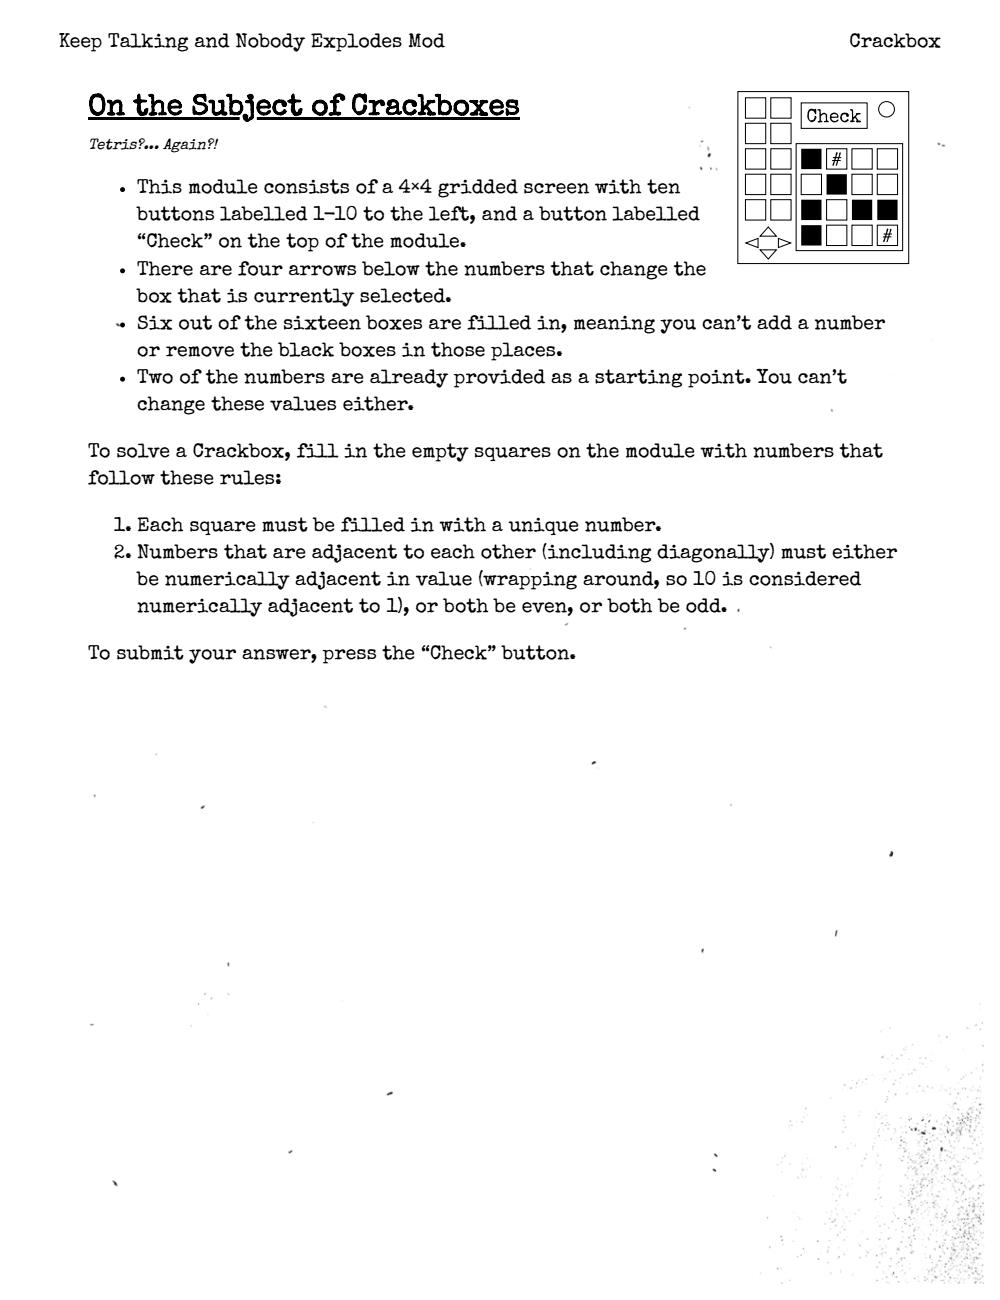 Keep Talking and Nobody Explodes Mod
Crackbox
On the Subject of Crackboxes
Tetris?... Again?!
Check
#
#
• This module consists of a 4×4 gridded screen with ten
buttons labelled 1–10 to the left, and a button labelled
“Check” on the top of the module.
• There are four arrows below the numbers that change the
box that is currently selected.
• Six out of the sixteen boxes are filled in, meaning you can’t add a number
or remove the black boxes in those places.
• Two of the numbers are already provided as a starting point. You can’t
change these values either.
To solve a Crackbox, fill in the empty squares on the module with numbers that
follow these rules:
1. Each square must be filled in with a unique number.
2. Numbers that are adjacent to each other (including diagonally) must either
be numerically adjacent in value (wrapping around, so 10 is considered
numerically adjacent to 1), or both be even, or both be odd.
To submit your answer, press the “Check” button.